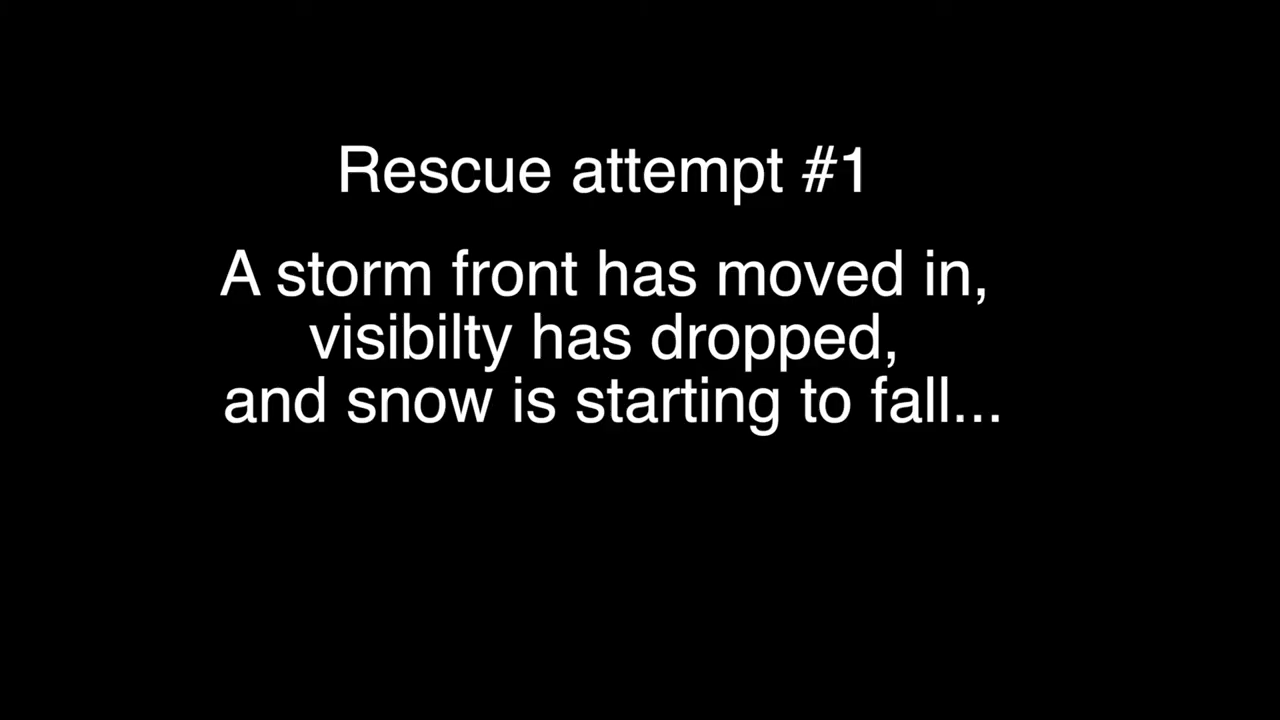 Rescue attempt #1
A storm front has moved in,
visibilty has dropped,
and snow is starting to fall...